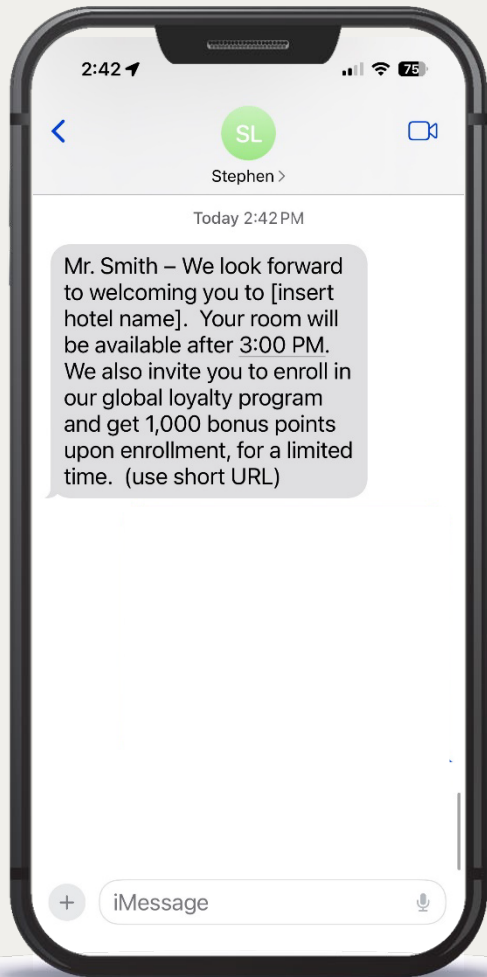 2:42
75
SL
Stephen >
Today 2:42 PM
Mr. Smith – We look forward
to welcoming you to [insert
hotel name].  Your room will
be available after 3:00 PM.
We also invite you to enroll in
our global loyalty program
and get 1,000 bonus points
upon enrollment, for a limited
time.  (use short URL)
+
iMessage